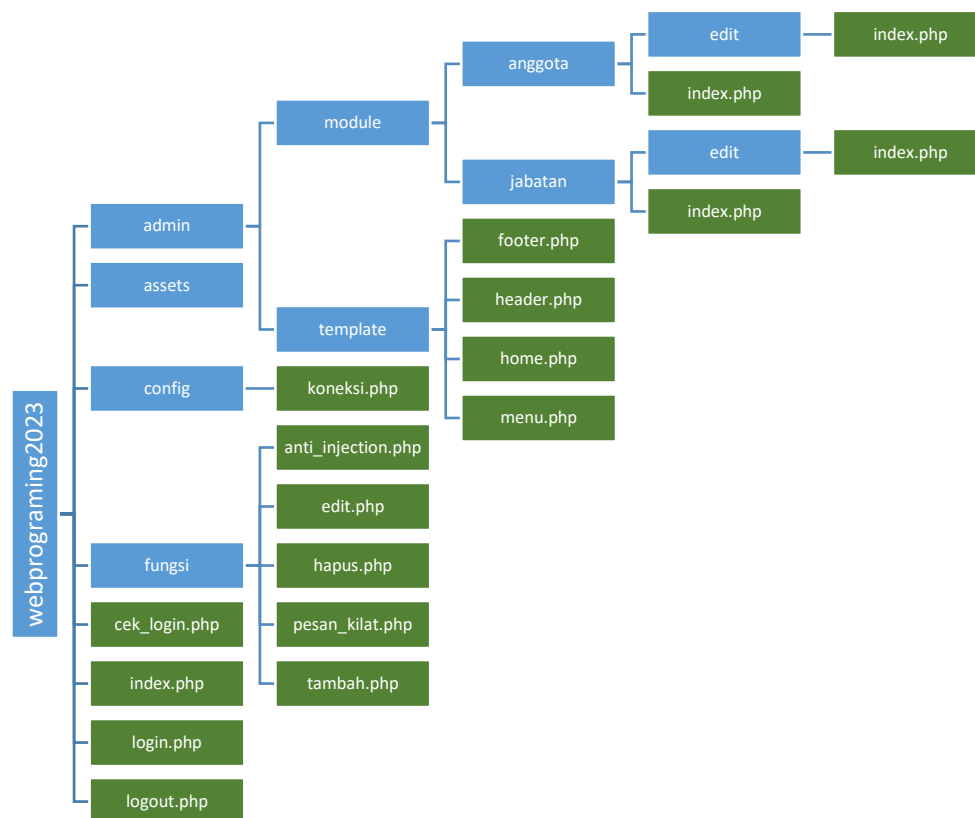 webprograming2023
admin
module
anggota
edit
index.php
index.php
jabatan
edit
index.php
index.php
template
footer.php
header.php
home.php
menu.php
assets
config
koneksi.php
fungsi
anti_injection.php
edit.php
hapus.php
pesan_kilat.php
tambah.php
cek_login.php
index.php
login.php
logout.php